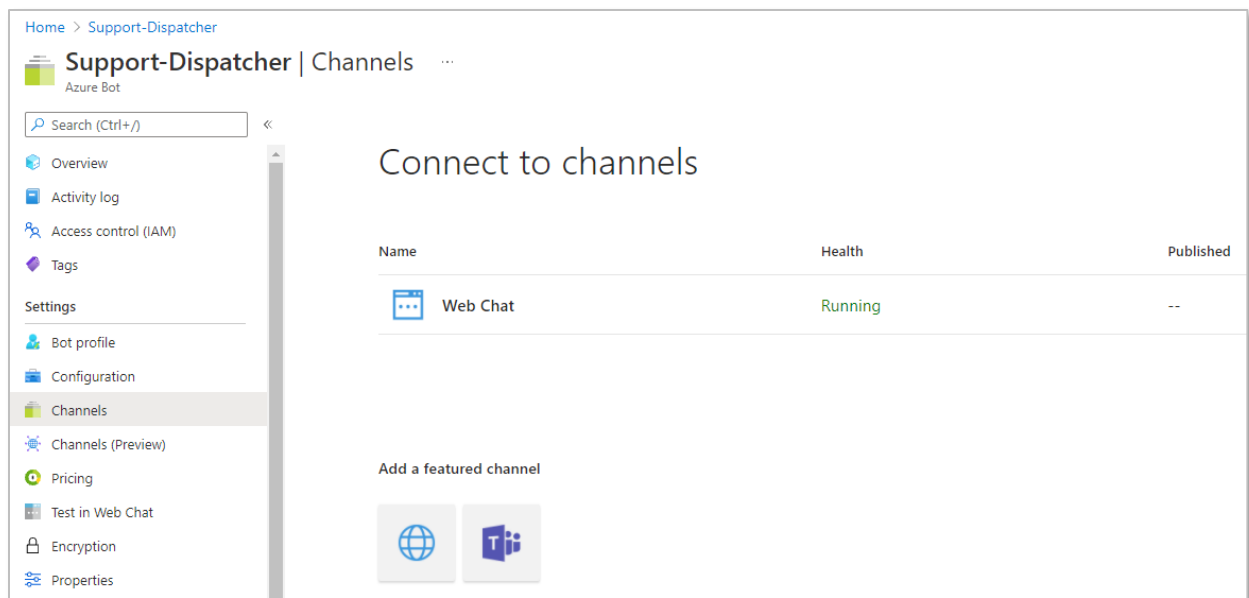 Home > Support-Dispatcher
Support-Dispatcher | Channels ...
Azure Bot
Search (Ctrl+/)
«
Overview
Activity log
Access control (IAM)
Tags
Settings
Bot profile
Configuration
Channels
Channels (Preview)
Pricing
Test in Web Chat
Encryption
Properties
Connect to channels
Name Health Published
Web Chat Running --
Add a featured channel
T